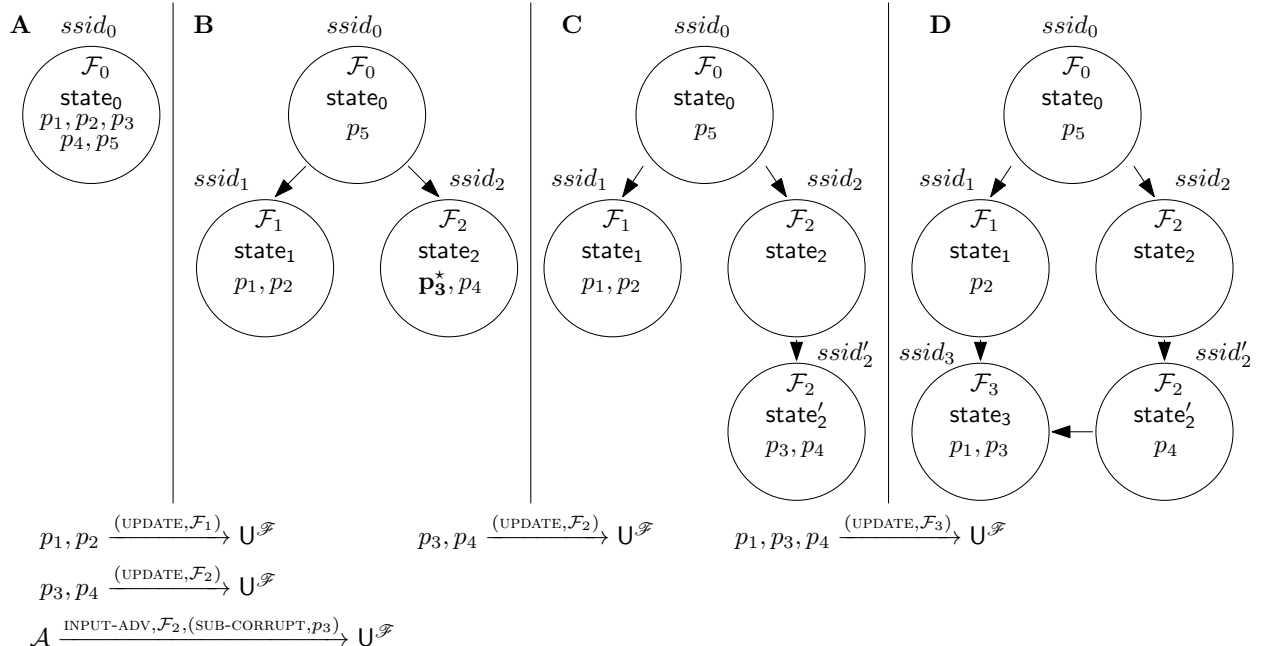 A
ssid₀
ℱ₀
state₀
p₁, p₂, p₃
p₄, p₅
B
ssid₀
ℱ₀
state₀
p₅
ssid₁
ℱ₁
state₁
p₁, p₂
ssid₂
ℱ₂
state₂
p₃⋆, p₄
C
ssid₀
ℱ₀
state₀
p₅
ssid₁
ℱ₁
state₁
p₁, p₂
ssid₂
ℱ₂
state₂
ssid′₂
ℱ₂
state′₂
p₃, p₄
D
ssid₀
ℱ₀
state₀
p₅
ssid₁
ℱ₁
state₁
p₂
ssid₂
ℱ₂
state₂
ssid₃
ℱ₃
state₃
p₁, p₃
ssid′₂
ℱ₂
state′₂
p₄
p₁, p₂ (UPDATE,ℱ₁) U^ℱ
p₃, p₄ (UPDATE,ℱ₂) U^ℱ
𝒜 INPUT-ADV,ℱ₂,(SUB-CORRUPT,p₃) U^ℱ
p₃, p₄ (UPDATE,ℱ₂) U^ℱ
p₁, p₃, p₄ (UPDATE,ℱ₃) U^ℱ